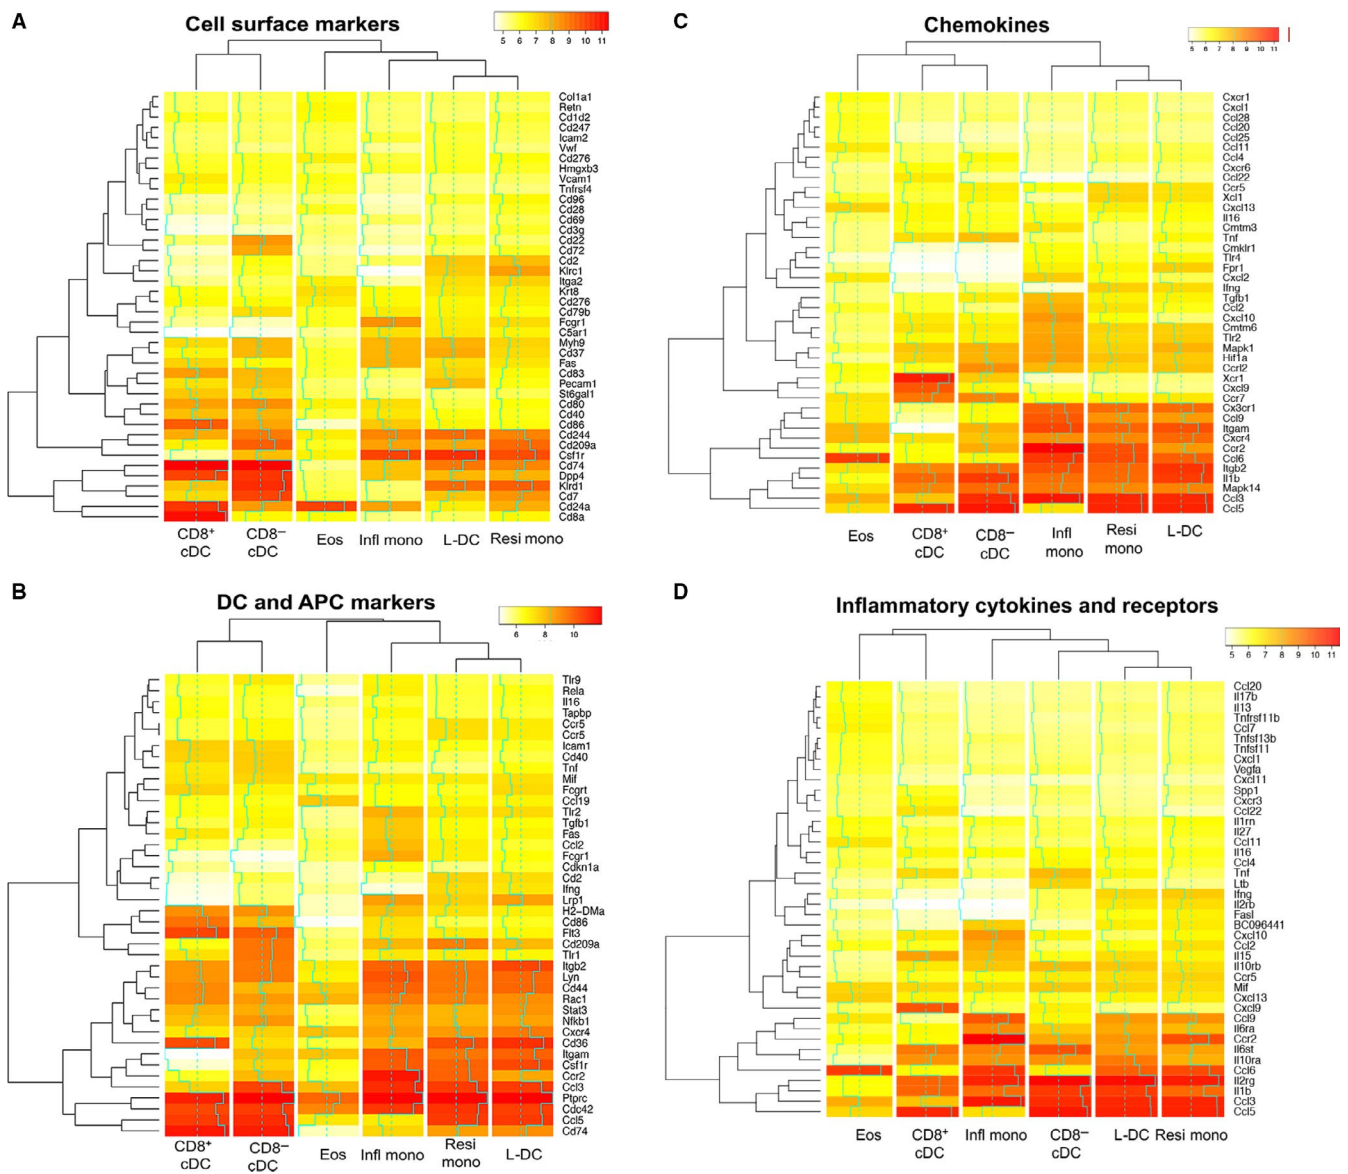 A
Cell surface markers
5 6 7 8 9 10 11
Col1a1
Retn
Cd1d2
Cd247
Icam2
Vwf
Cd276
Hmgxb3
Vcam1
Tnfrsf4
Cd96
Cd28
Cd69
Cd3g
Cd22
Cd72
Cd2
Klrc1
Itga2
Krt8
Cd276
Cd79b
Fcgr1
C5ar1
Myh9
Cd37
Fas
Cd83
Pecam1
St6gal1
Cd80
Cd40
Cd86
Cd244
Cd209a
Csf1r
Cd74
Dpp4
Klrd1
Cd7
Cd24a
Cd8a
CD8+ cDC
CD8− cDC
Eos
Infl mono
L-DC
Resi mono
B
DC and APC markers
6 8 10
Tlr9
Rela
Il16
Tapbp
Ccr5
Ccr5
Icam1
Cd40
Tnf
Mif
Fcgrt
Ccl19
Tlr2
Tgfb1
Fas
Ccl2
Fcgr1
Cdkn1a
Cd2
Ifng
Lrp1
H2−DMa
Cd86
Flt3
Cd209a
Tlr1
Itgb2
Lyn
Cd44
Rac1
Stat3
Nfkb1
Cxcr4
Cd36
Itgam
Csf1r
Ccr2
Ccl3
Ptprc
Cdc42
Ccl5
Cd74
CD8+ cDC
CD8− cDC
Eos
Infl mono
Resi mono
L-DC
C
Chemokines
5 6 7 8 9 10 11
Cxcr1
Cxcl1
Ccl28
Ccl20
Ccl25
Ccl11
Ccl4
Cxcr6
Ccl22
Ccr5
Xcl1
Cxcl13
Il16
Cmtm3
Tnf
Cmklr1
Tlr4
Fpr1
Cxcl2
Ifng
Tgfb1
Ccl2
Cxcl10
Cmtm6
Tlr2
Mapk1
Hif1a
Ccrl2
Xcr1
Cxcl9
Ccr7
Cx3cr1
Ccl9
Itgam
Cxcr4
Ccr2
Ccl6
Itgb2
Il1b
Mapk14
Ccl3
Ccl5
Eos
CD8+ cDC
CD8− cDC
Infl mono
Resi mono
L-DC
D
Inflammatory cytokines and receptors
5 6 7 8 9 10 11
Ccl20
Il17b
Il13
Tnfrsf11b
Ccl7
Tnfsf13b
Tnfsf11
Cxcl1
Vegfa
Cxcl11
Spp1
Cxcr3
Ccl22
Il1rn
Il27
Ccl11
Il16
Ccl4
Tnf
Ltb
Ifng
Il2rb
Fasl
BC096441
Cxcl10
Ccl2
Il15
Il10rb
Ccr5
Mif
Cxcl13
Cxcl9
Ccl9
Il6ra
Ccr2
Il6st
Il10ra
Ccl6
Il2rg
Il1b
Ccl3
Ccl5
Eos
CD8+ cDC
Infl mono
CD8− cDC
L-DC
Resi mono